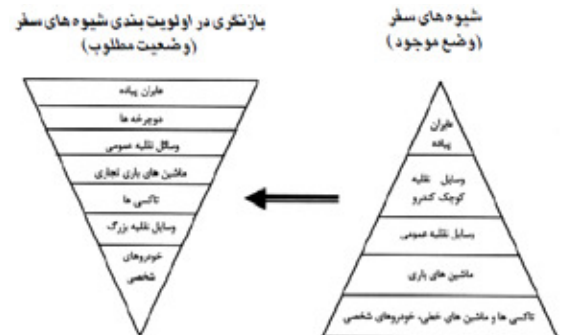 شیوه های سفر
(وضع موجود)
عابران
پیاده
وسایل نقلیه
کوچک کندرو
وسایل نقلیه عمومی
ماشین های باری
تاکسی ها و ماشین های خطی، خودروهای شخصی
بازنگری در اولویت بندی شیوه های سفر
(وضعیت مطلوب)
عابران پیاده
دوچرخه ها
وسائل نقلیه عمومی
ماشین های باری تجاری
تاکسی ها
وسایل نقلیه بزرگ
خودروهای
شخصی